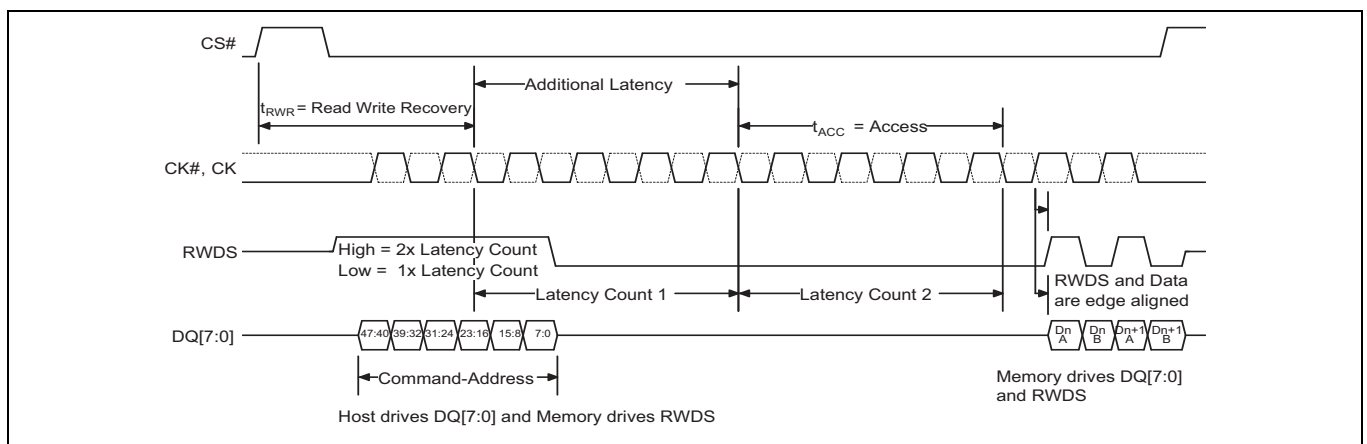 CS#
Additional Latency
tRWR = Read Write Recovery
tACC = Access
CK#, CK
RWDS
High = 2x Latency Count
Low = 1x Latency Count
RWDS and Data
are edge aligned
Latency Count 1
Latency Count 2
DQ[7:0]
47:40 39:32 31:24 23:16 15:8 7:0
Dn A
Dn B
Dn+1 A
Dn+1 B
Command-Address
Memory drives DQ[7:0]
and RWDS
Host drives DQ[7:0] and Memory drives RWDS